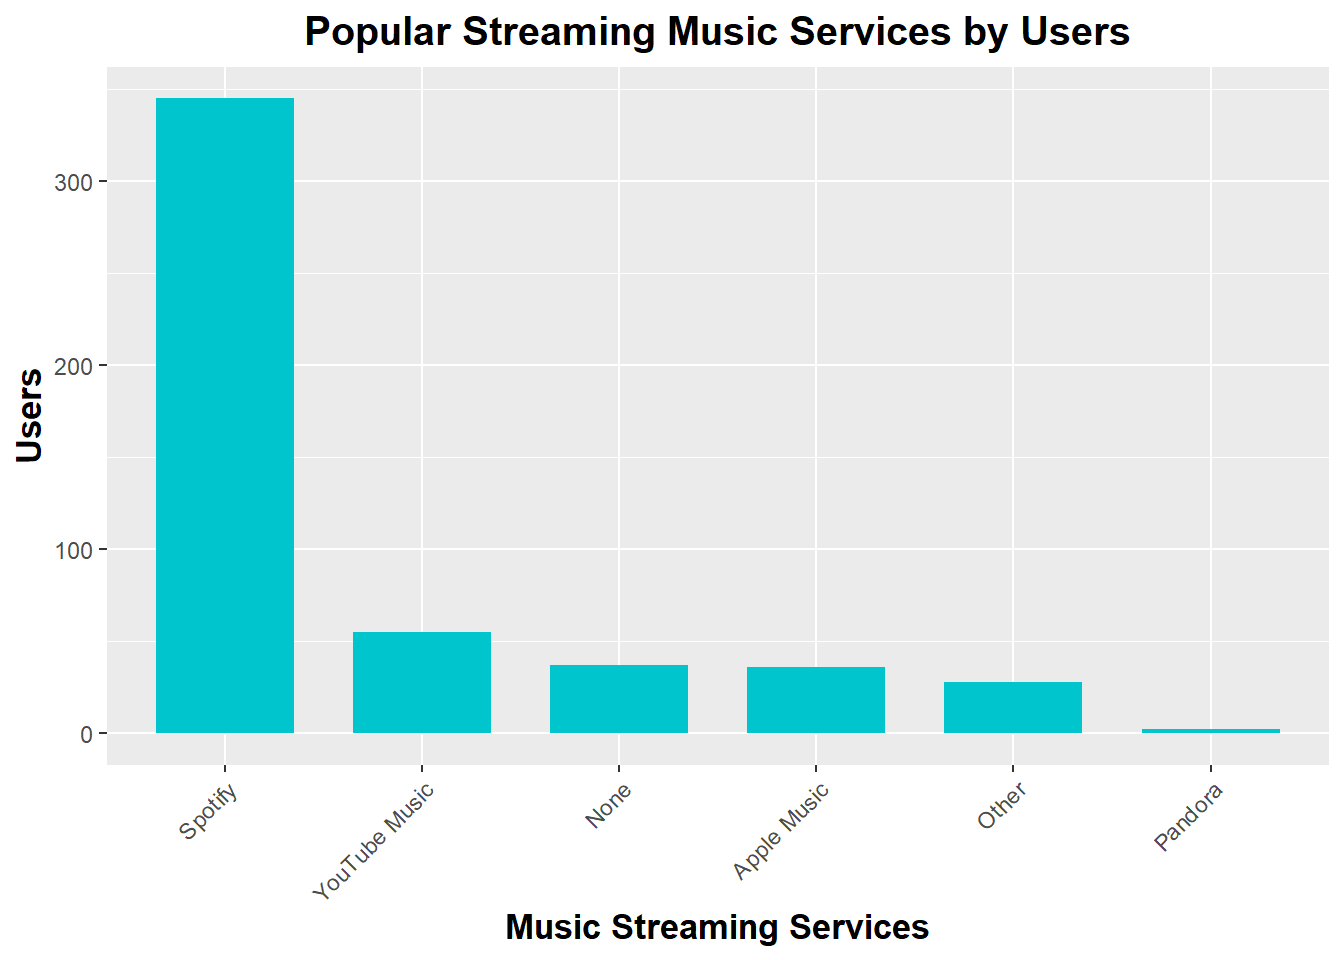 Popular Streaming Music Services by Users
Users
300
200
100
0
Spotify
YouTube Music
None
Apple Music
Other
Pandora
Music Streaming Services